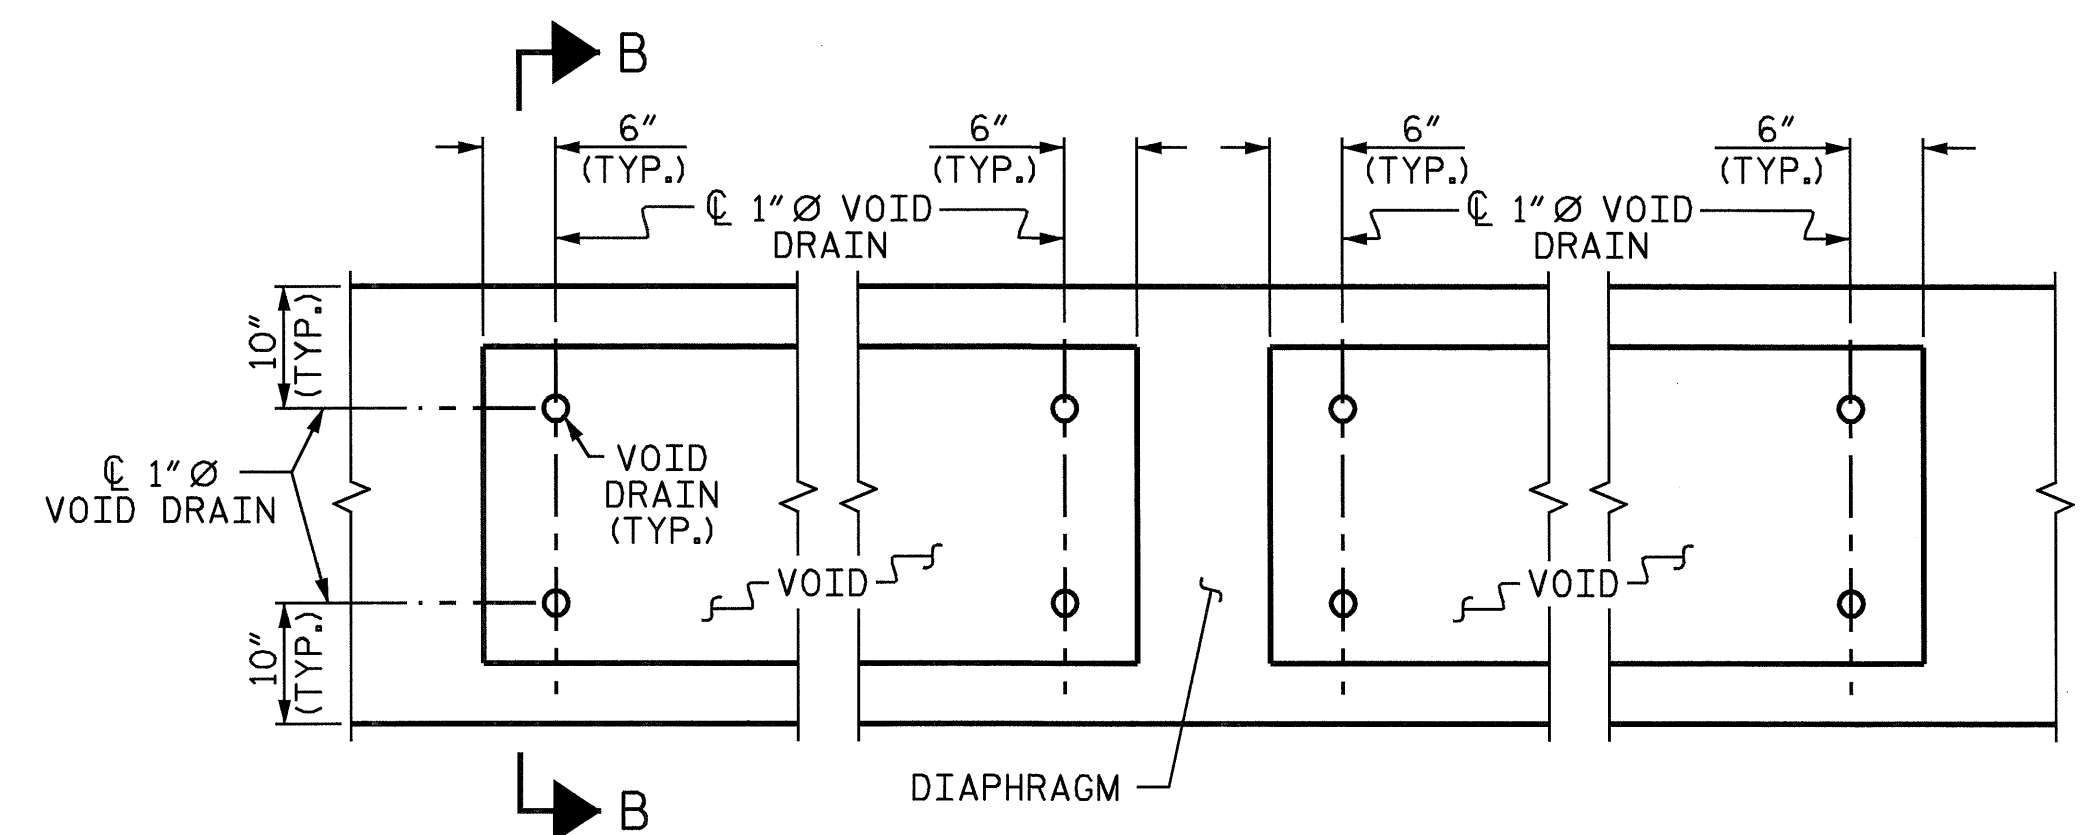 B
6"
(TYP.)
6"
(TYP.)
6"
(TYP.)
6"
(TYP.)
℄ 1"Ø VOID
DRAIN
℄ 1"Ø VOID
DRAIN
10"
(TYP.)
℄ 1"Ø
VOID DRAIN
VOID
DRAIN
(TYP.)
VOID
VOID
10"
(TYP.)
DIAPHRAGM
B